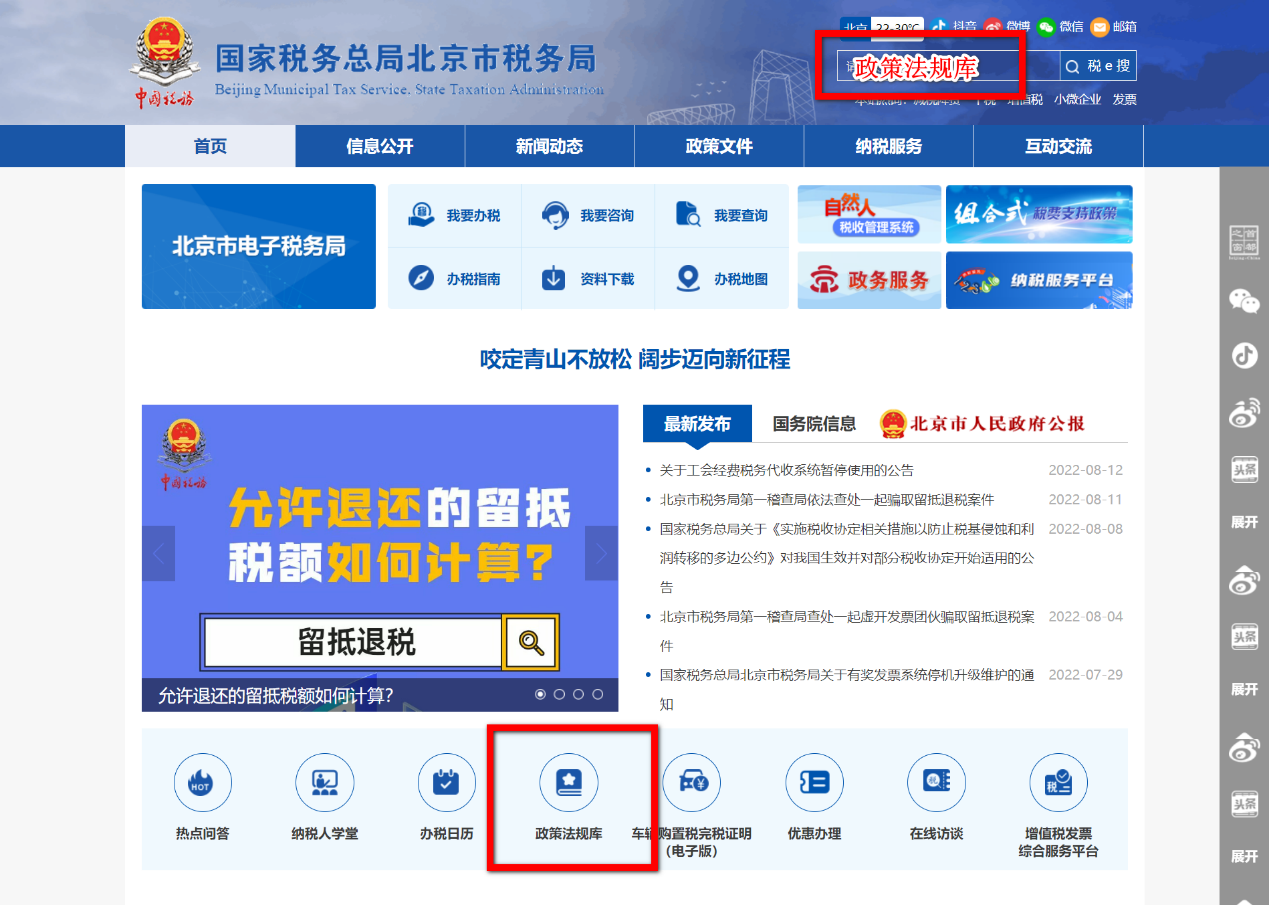 北京 22-30℃ 抖音 微博 微信 邮箱
国家税务总局北京市税务局
Beijing Municipal Tax Service, State Taxation Administration
中国税务
政策法规库
税e搜
增值税 小微企业 发票
首页 信息公开 新闻动态 政策文件 纳税服务 互动交流
北京市电子税务局
我要办税 我要咨询 我要查询
办税指南 资料下载 办税地图
自然人
税收管理系统
组合式 税费支持政策
政务服务
纳税服务平台
首都之窗
咬定青山不放松 阔步迈向新征程
中国税务
允许退还的留抵
税额如何计算?
留抵退税
允许退还的留抵税额如何计算?
最新发布 国务院信息 北京市人民政府公报
关于工会经费税务代收系统暂停使用的公告 2022-08-12
北京市税务局第一稽查局依法查处一起骗取留抵退税案件 2022-08-11
国家税务总局关于《实施税收协定相关措施以防止税基侵蚀和利 2022-08-08
润转移的多边公约》对我国生效并对部分税收协定开始适用的公
告
北京市税务局第一稽查局查处一起虚开发票团伙骗取留抵退税案 2022-08-04
件
国家税务总局北京市税务局关于有奖发票系统停机升级维护的通 2022-07-29
知
HOT
热点问答 纳税人学堂 办税日历 政策法规库 车辆购置税完税证明 优惠办理 在线访谈 增值税发票
(电子版) 综合服务平台
头条
展开
头条
展开
头条
展开